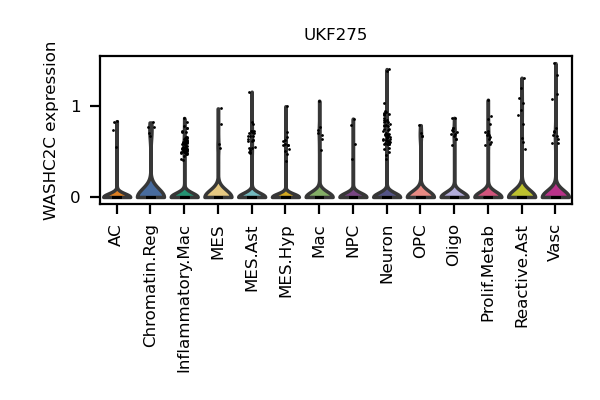 UKF275
WASHC2C expression
1
0
AC
Chromatin.Reg
Inflammatory.Mac
MES
MES.Ast
MES.Hyp
Mac
NPC
Neuron
OPC
Oligo
Prolif.Metab
Reactive.Ast
Vasc